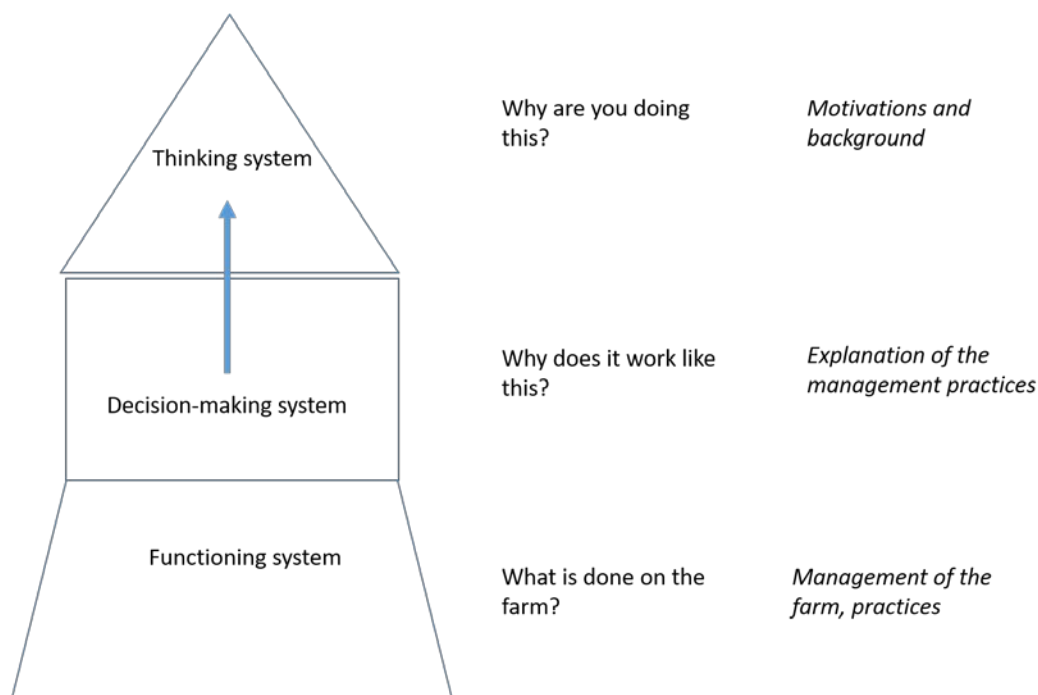 Thinking system
Why are you doing
this?
Motivations and
background
Decision-making system
Why does it work like
this?
Explanation of the
management practices
Functioning system
What is done on the
farm?
Management of the
farm, practices